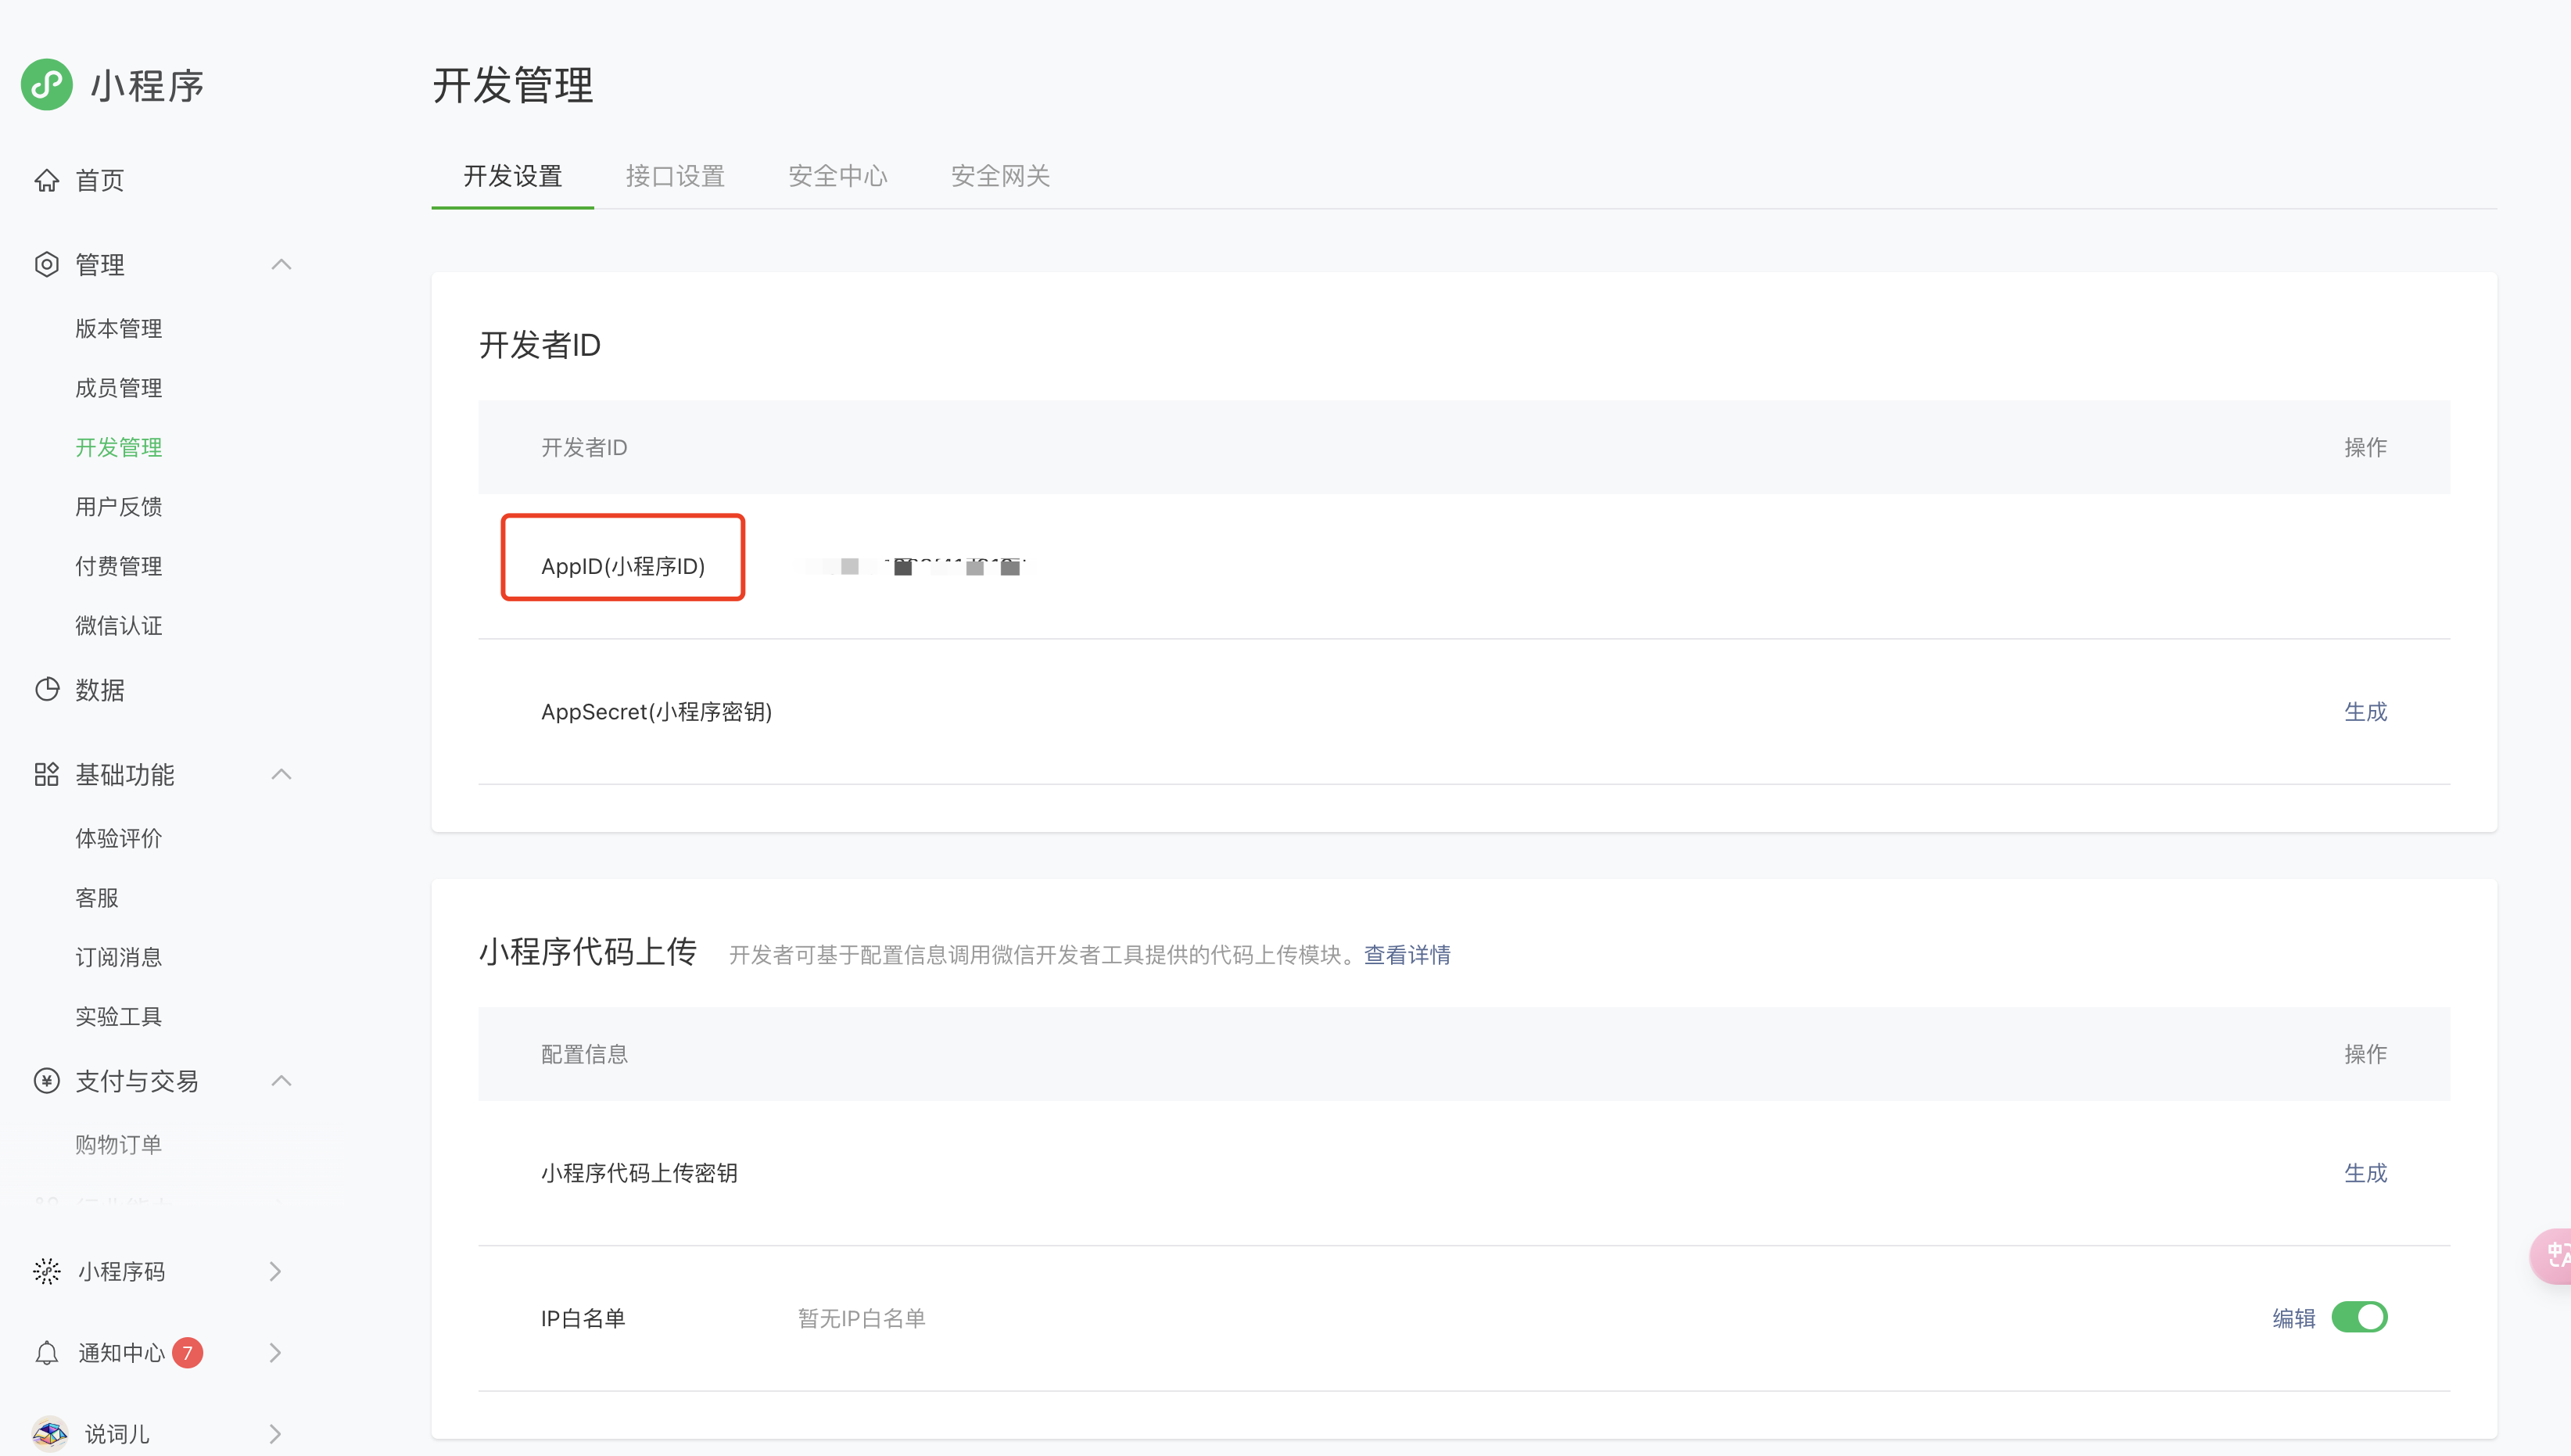 小程序
首页
管理
版本管理
成员管理
开发管理
用户反馈
付费管理
微信认证
数据
基础功能
体验评价
客服
订阅消息
实验工具
支付与交易
购物订单
小程序码
通知中心 7
说词儿
开发管理
开发设置 接口设置 安全中心 安全网关
开发者ID
开发者ID 操作
AppID(小程序ID)
AppSecret(小程序密钥) 生成
小程序代码上传 开发者可基于配置信息调用微信开发者工具提供的代码上传模块。查看详情
配置信息 操作
小程序代码上传密钥 生成
IP白名单 暂无IP白名单 编辑
中